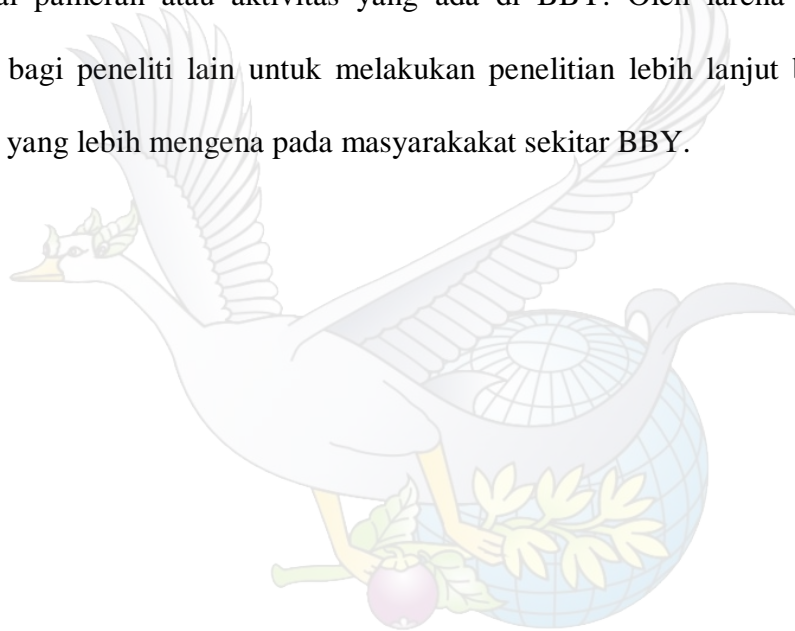 pameran atau aktivitas yang ada di BBY. Oleh larena
bagi peneliti lain untuk melakukan penelitian lebih lanjut
yang lebih mengena pada masyarakakat sekitar BBY.